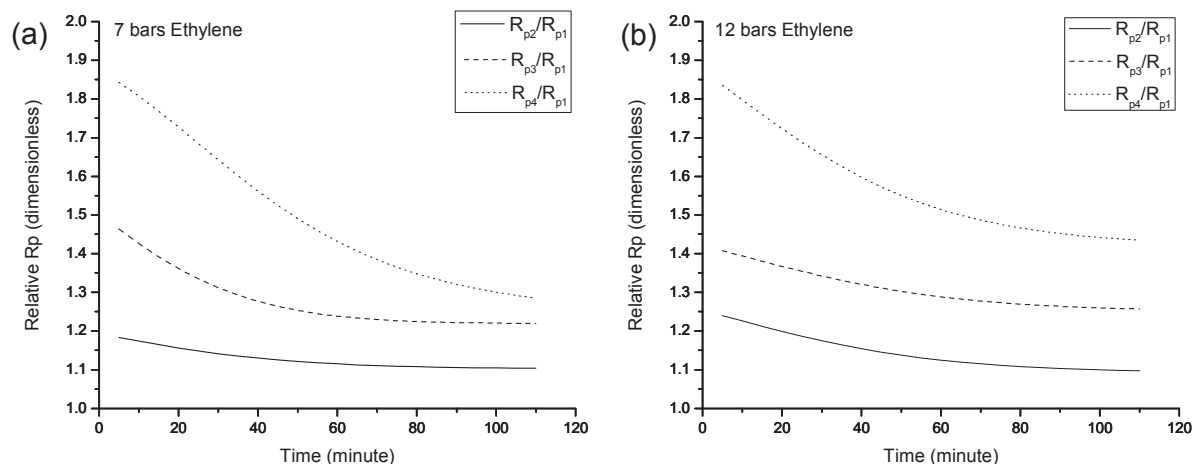 (a)
7 bars Ethylene
Rp2/Rp1
Rp3/Rp1
Rp4/Rp1
2.0
1.9
1.8
1.7
1.6
1.5
1.4
1.3
1.2
1.1
1.0
Relative Rp (dimensionless)
0 20 40 60 80 100 120
Time (minute)
(b)
12 bars Ethylene
Rp2/Rp1
Rp3/Rp1
Rp4/Rp1
2.0
1.9
1.8
1.7
1.6
1.5
1.4
1.3
1.2
1.1
1.0
Relative Rp (dimensionless)
0 20 40 60 80 100 120
Time (minute)